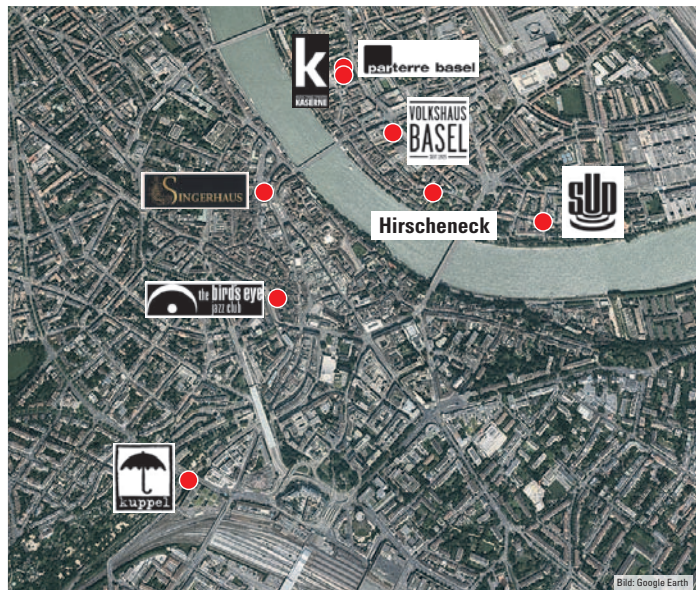 k
KASERNE
parterre basel
VOLKSHAUS
BASEL
SINGERHAUS
Hirscheneck
SUD
the birds eye
jazz club
kuppel
Bild: Google Earth